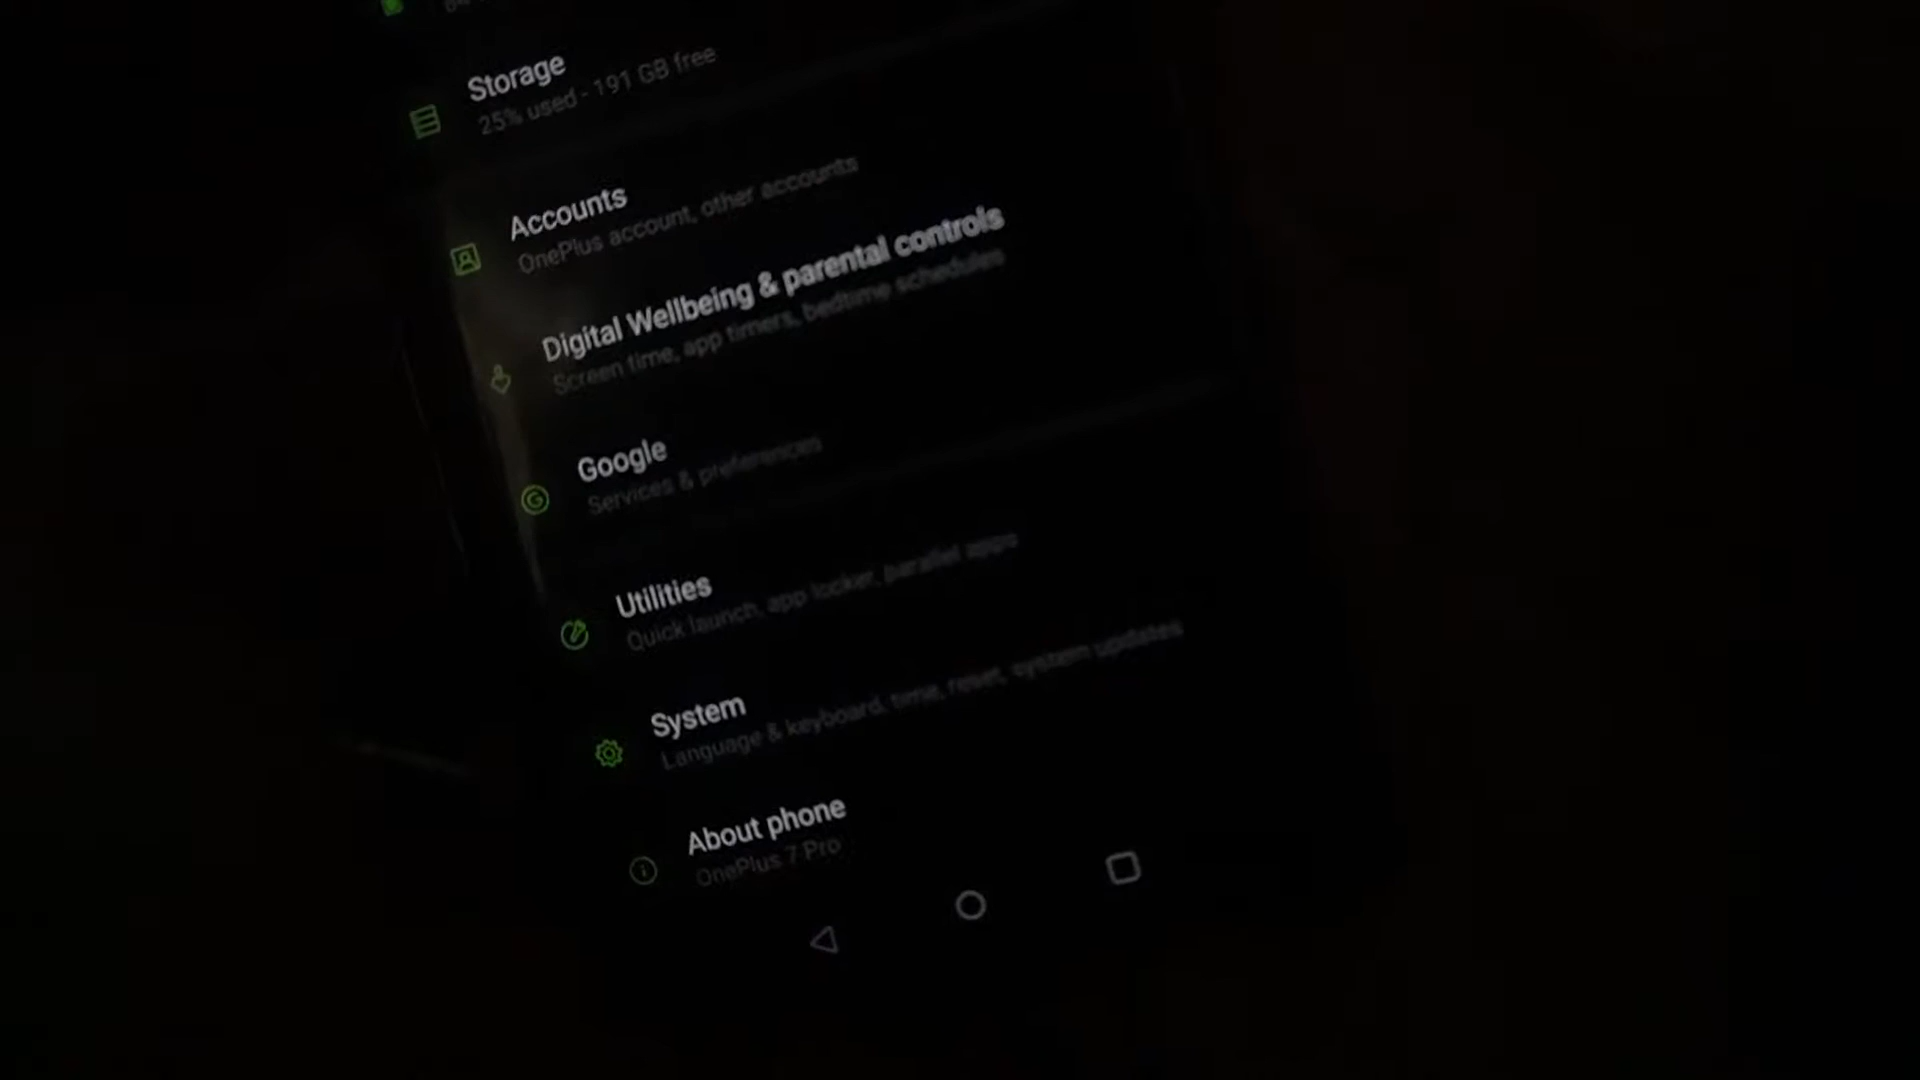 Storage
25% used - 191 GB free
Accounts
OnePlus account, other accounts
Digital Wellbeing & parental controls
Screen time, app timers, bedtime schedules
Google
Services & preferences
Utilities
Quick launch, app locker, parallel apps
System
Language & keyboard, time, reset, system updates
About phone
OnePlus 7 Pro